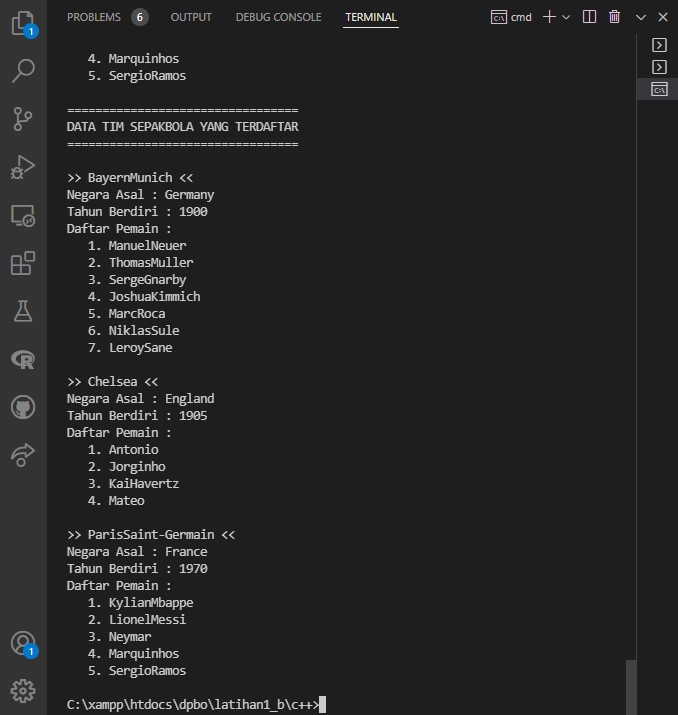 PROBLEMS 6 OUTPUT DEBUG CONSOLE TERMINAL cmd
1
4. Marquinhos
5. SergioRamos
=================================
DATA TIM SEPAKBOLA YANG TERDAFTAR
=================================
>> BayernMunich <<
Negara Asal : Germany
Tahun Berdiri : 1900
Daftar Pemain :
1. ManuelNeuer
2. ThomasMuller
3. SergeGnarby
4. JoshuaKimmich
5. MarcRoca
6. NiklasSule
7. LeroySane
>> Chelsea <<
Negara Asal : England
Tahun Berdiri : 1905
Daftar Pemain :
1. Antonio
2. Jorginho
3. KaiHavertz
4. Mateo
>> ParisSaint-Germain <<
Negara Asal : France
Tahun Berdiri : 1970
Daftar Pemain :
1. KylianMbappe
2. LionelMessi
3. Neymar
4. Marquinhos
5. SergioRamos
1
C:\xampp\htdocs\dpbo\latihan1_b\c++>